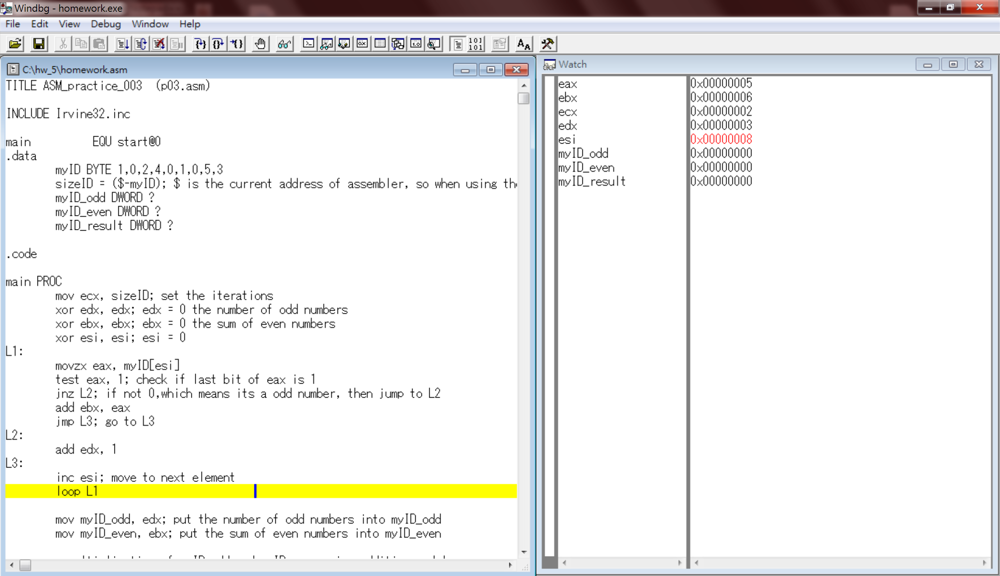 Windbg - homework.exe
File Edit View Debug Window Help
C:\hw_5\homework.asm
TITLE ASM_practice_003 (p03.asm)
INCLUDE Irvine32.inc
main EQU start@0
.data
myID BYTE 1,0,2,4,0,1,0,5,3
sizeID = ($-myID); $ is the current address of assembler, so when using
myID_odd DWORD ?
myID_even DWORD ?
myID_result DWORD ?
.code
main PROC
mov ecx, sizeID; set the iterations
xor edx, edx; edx = 0 the number of odd numbers
xor ebx, ebx; ebx = 0 the sum of even numbers
xor esi, esi; esi = 0
L1:
movzx eax, myID[esi]
test eax, 1; check if last bit of eax is 1
jnz L2; if not 0,which means its a odd number, then jump to L2
add ebx, eax
jmp L3; go to L3
L2:
add edx, 1
L3:
inc esi; move to next element
loop L1
mov myID_odd, edx; put the number of odd numbers into myID_odd
mov myID_even, ebx; put the sum of even numbers into myID_even
Watch
eax 0x00000005
ebx 0x00000006
ecx 0x00000002
edx 0x00000003
esi 0x00000008
myID_odd 0x00000000
myID_even 0x00000000
myID_result 0x00000000